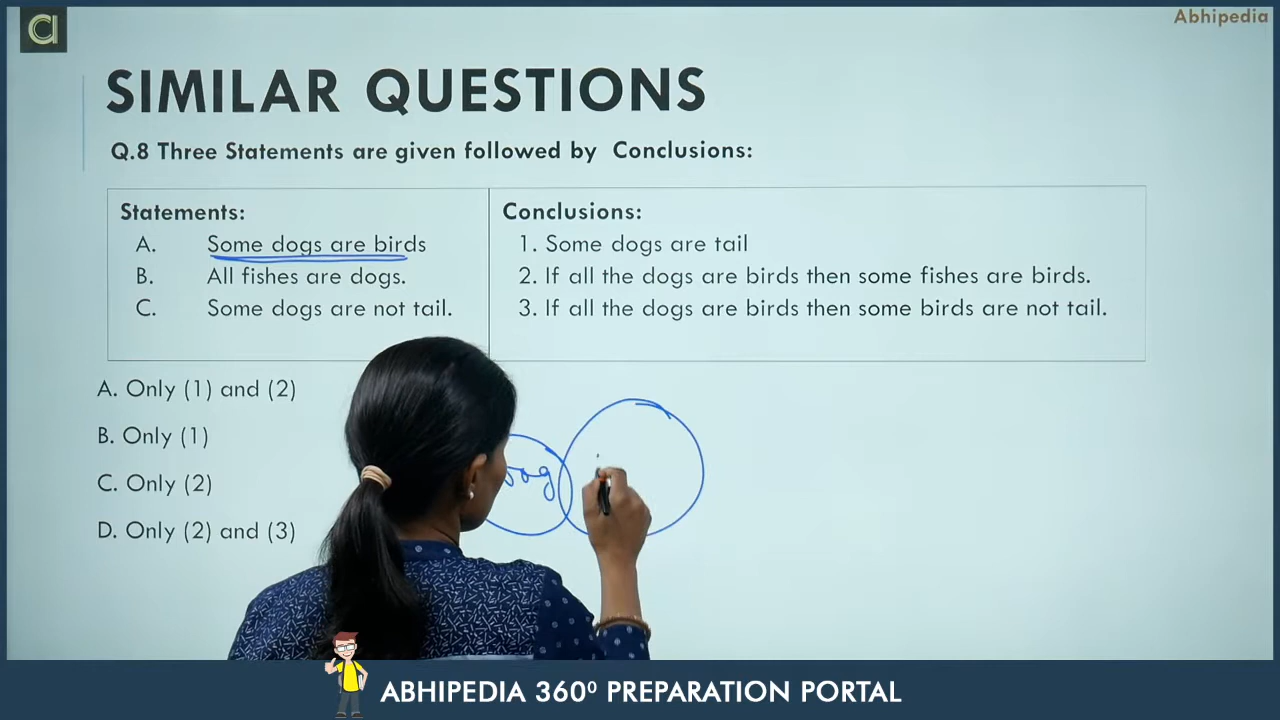 Abhipedia
SIMILAR QUESTIONS
Q.8 Three Statements are given followed by Conclusions:
Statements:
A. Some dogs are birds
B. All fishes are dogs.
C. Some dogs are not tail.
Conclusions:
1. Some dogs are tail
2. If all the dogs are birds then some fishes are birds.
3. If all the dogs are birds then some birds are not tail.
A. Only (1) and (2)
B. Only (1)
C. Only (2)
D. Only (2) and (3)
Dog
ABHIPEDIA 360⁰ PREPARATION PORTAL